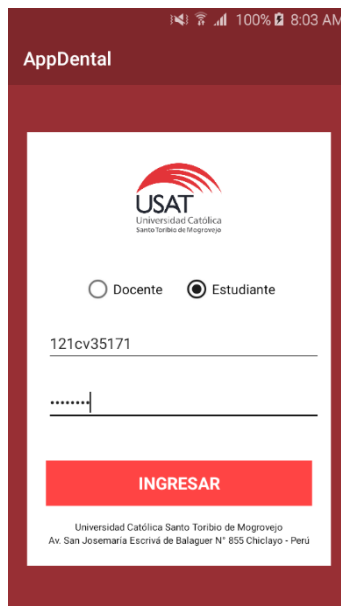 100% 8:03 AM
AppDental
USAT
Universidad Católica
Santo Toribio de Mogrovejo
Docente Estudiante
121cv35171
••••••••
INGRESAR
Universidad Católica Santo Toribio de Mogrovejo
Av. San Josemaría Escrivá de Balaguer N° 855 Chiclayo - Perú